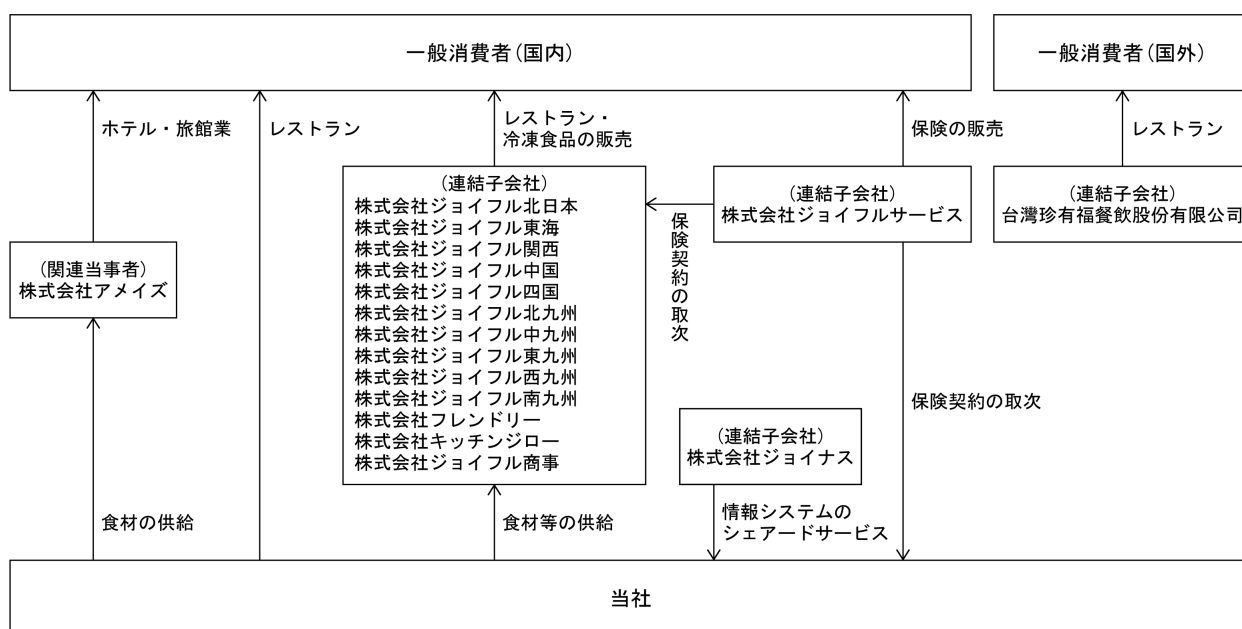 一般消費者(国内)
一般消費者(国外)
ホテル・旅館業
レストラン
レストラン・
冷凍食品の販売
保険の販売
レストラン
(連結子会社)
株式会社ジョイフル北日本
株式会社ジョイフル東海
株式会社ジョイフル関西
株式会社ジョイフル中国
株式会社ジョイフル四国
株式会社ジョイフル北九州
株式会社ジョイフル中九州
株式会社ジョイフル東九州
株式会社ジョイフル西九州
株式会社ジョイフル南九州
株式会社フレンドリー
株式会社キッチンジロー
株式会社ジョイフル商事
保険契約の取次
(連結子会社)
株式会社ジョイフルサービス
(連結子会社)
台灣珍有福餐飲股份有限公司
(関連当事者)
株式会社アメイズ
保険契約の取次
(連結子会社)
株式会社ジョイナス
食材の供給
食材等の供給
情報システムの
シェアードサービス
当社